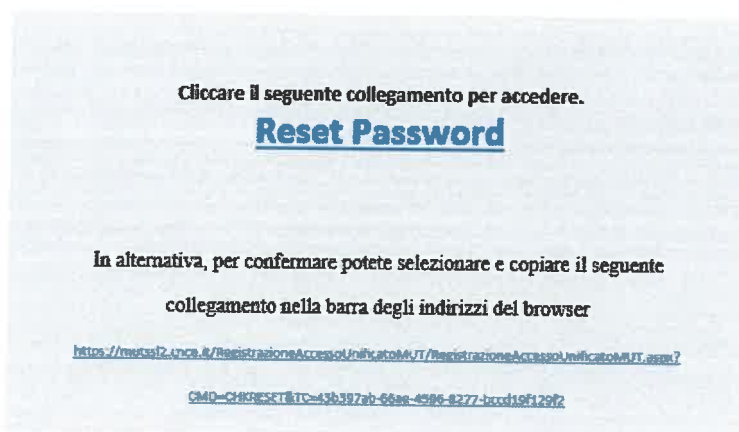 Cliccare il seguente collegamento per accedere.
Reset Password
In alternativa, per confermare potete selezionare e copiare il seguente
collegamento nella barra degli indirizzi del browser
https://mutssl2.cnce.it/RegistrazioneAccessoUnificatoMUT/RegistrazioneAccessoUnificatoMUT.aspx?